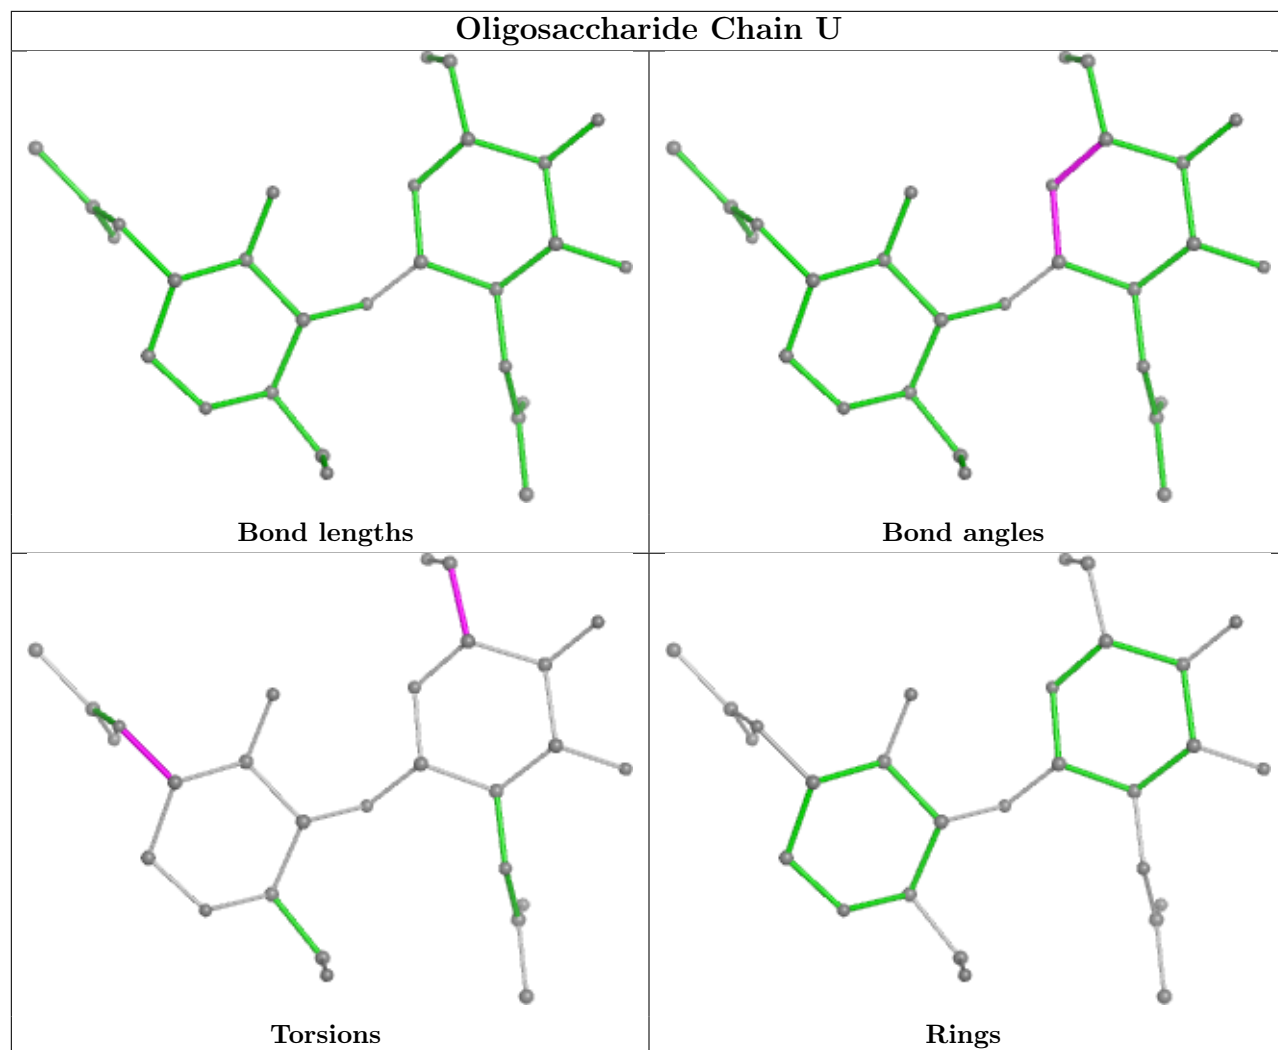 Oligosaccharide Chain U
Bond lengths
Bond angles
Torsions
Rings